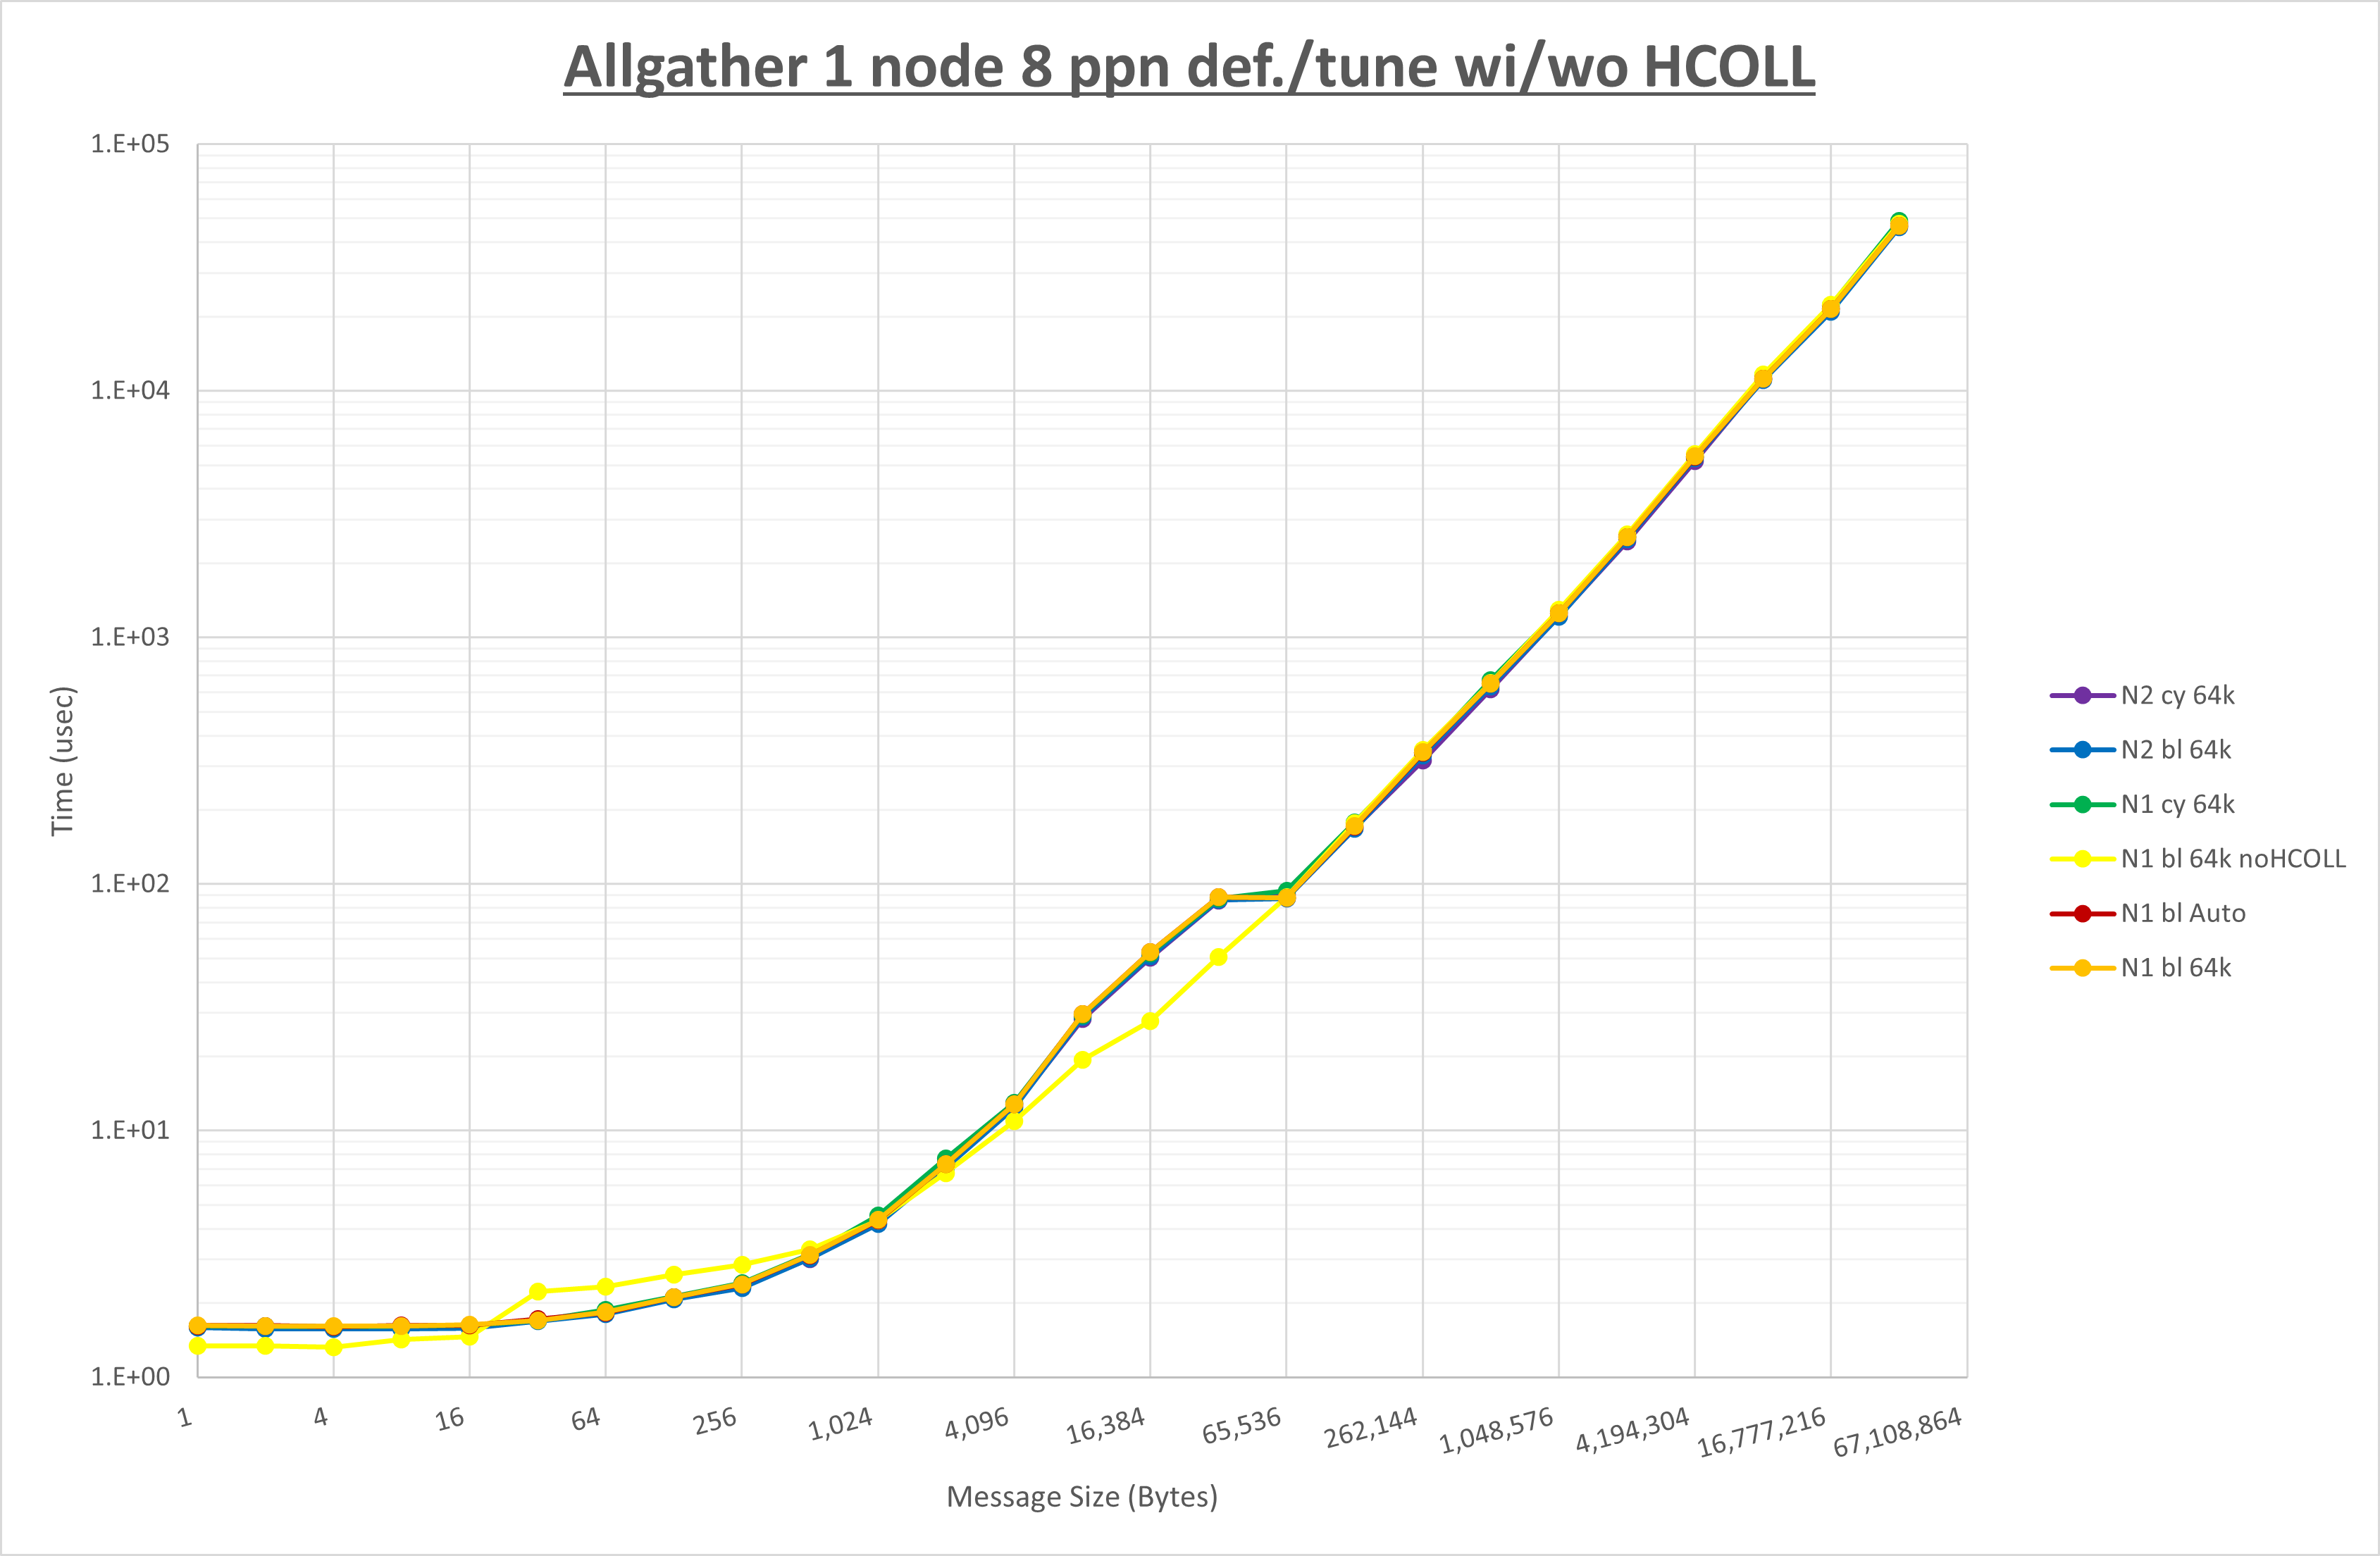 Allgather 1 node 8 ppn def./tune wi/wo HCOLL
1.E+05
1.E+04
1.E+03
1.E+02
1.E+01
1.E+00
Time (usec)
1
4
16
64
256
1,024
4,096
16,384
65,536
262,144
1,048,576
4,194,304
16,777,216
67,108,864
Message Size (Bytes)
N2 cy 64k
N2 bl 64k
N1 cy 64k
N1 bl 64k noHCOLL
N1 bl Auto
N1 bl 64k